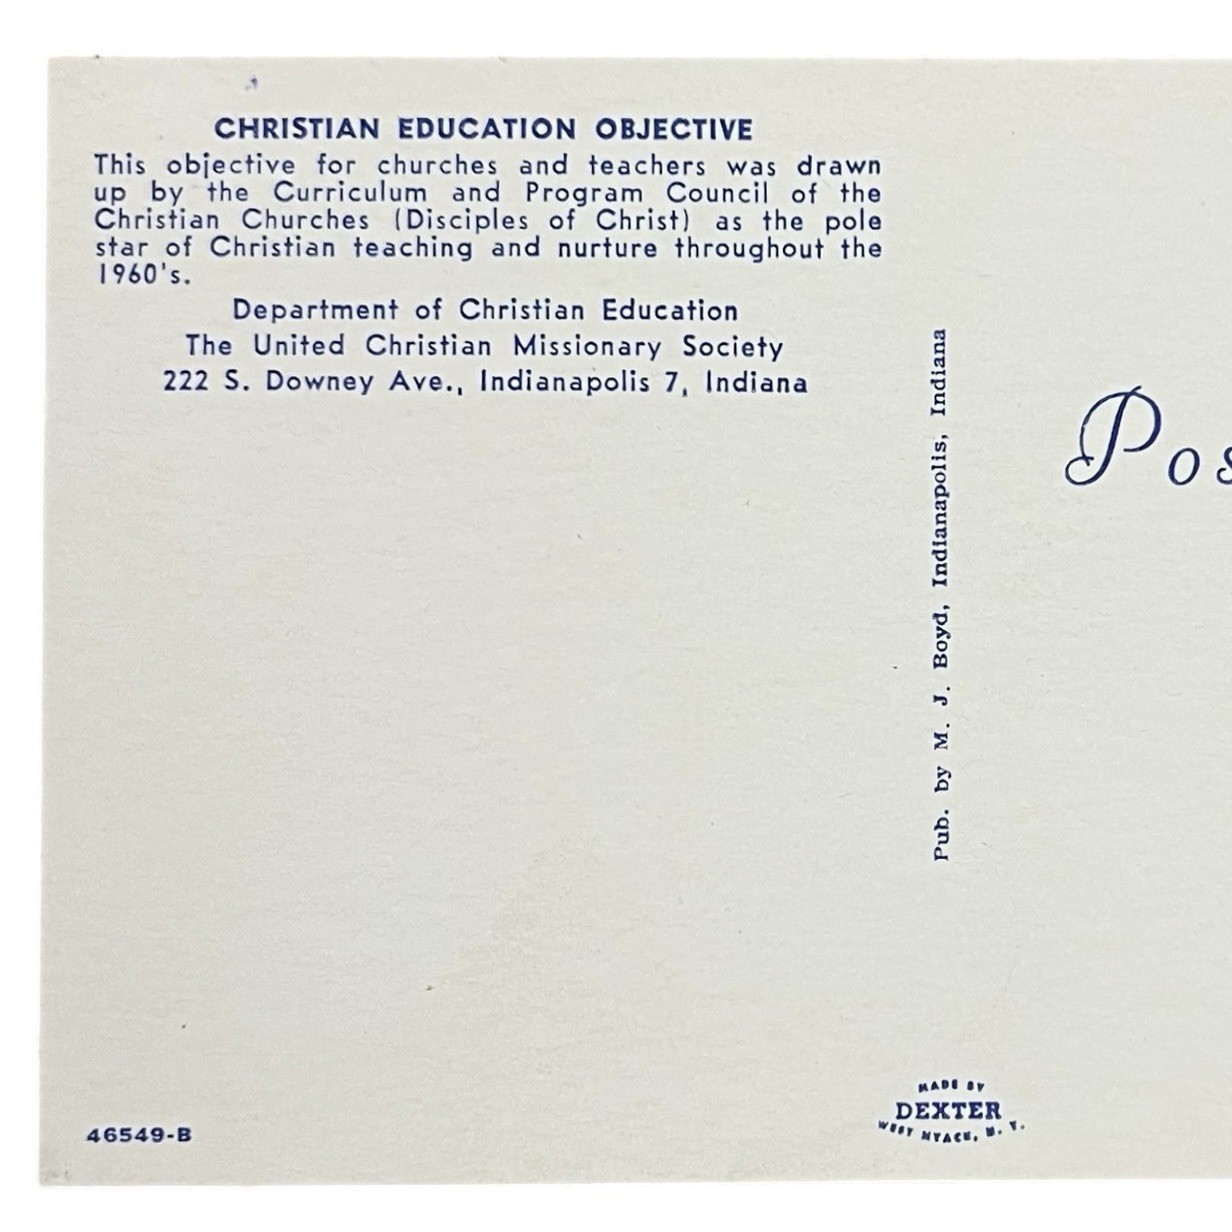 CHRISTIAN EDUCATION OBJECTIVE
This objective for churches and teachers was drawn
up by the Curriculum and Program Council of the
Christian Churches (Disciples of Christ) as the pole
star of Christian teaching and nurture throughout the
1960's.
Department of Christian Education
The United Christian Missionary Society
222 S. Downey Ave., Indianapolis 7, Indiana
Pub. by M. J. Boyd, Indianapolis, Indiana
Pos
46549-B
MADE BY
DEXTER
WEST NYACK, N. Y.